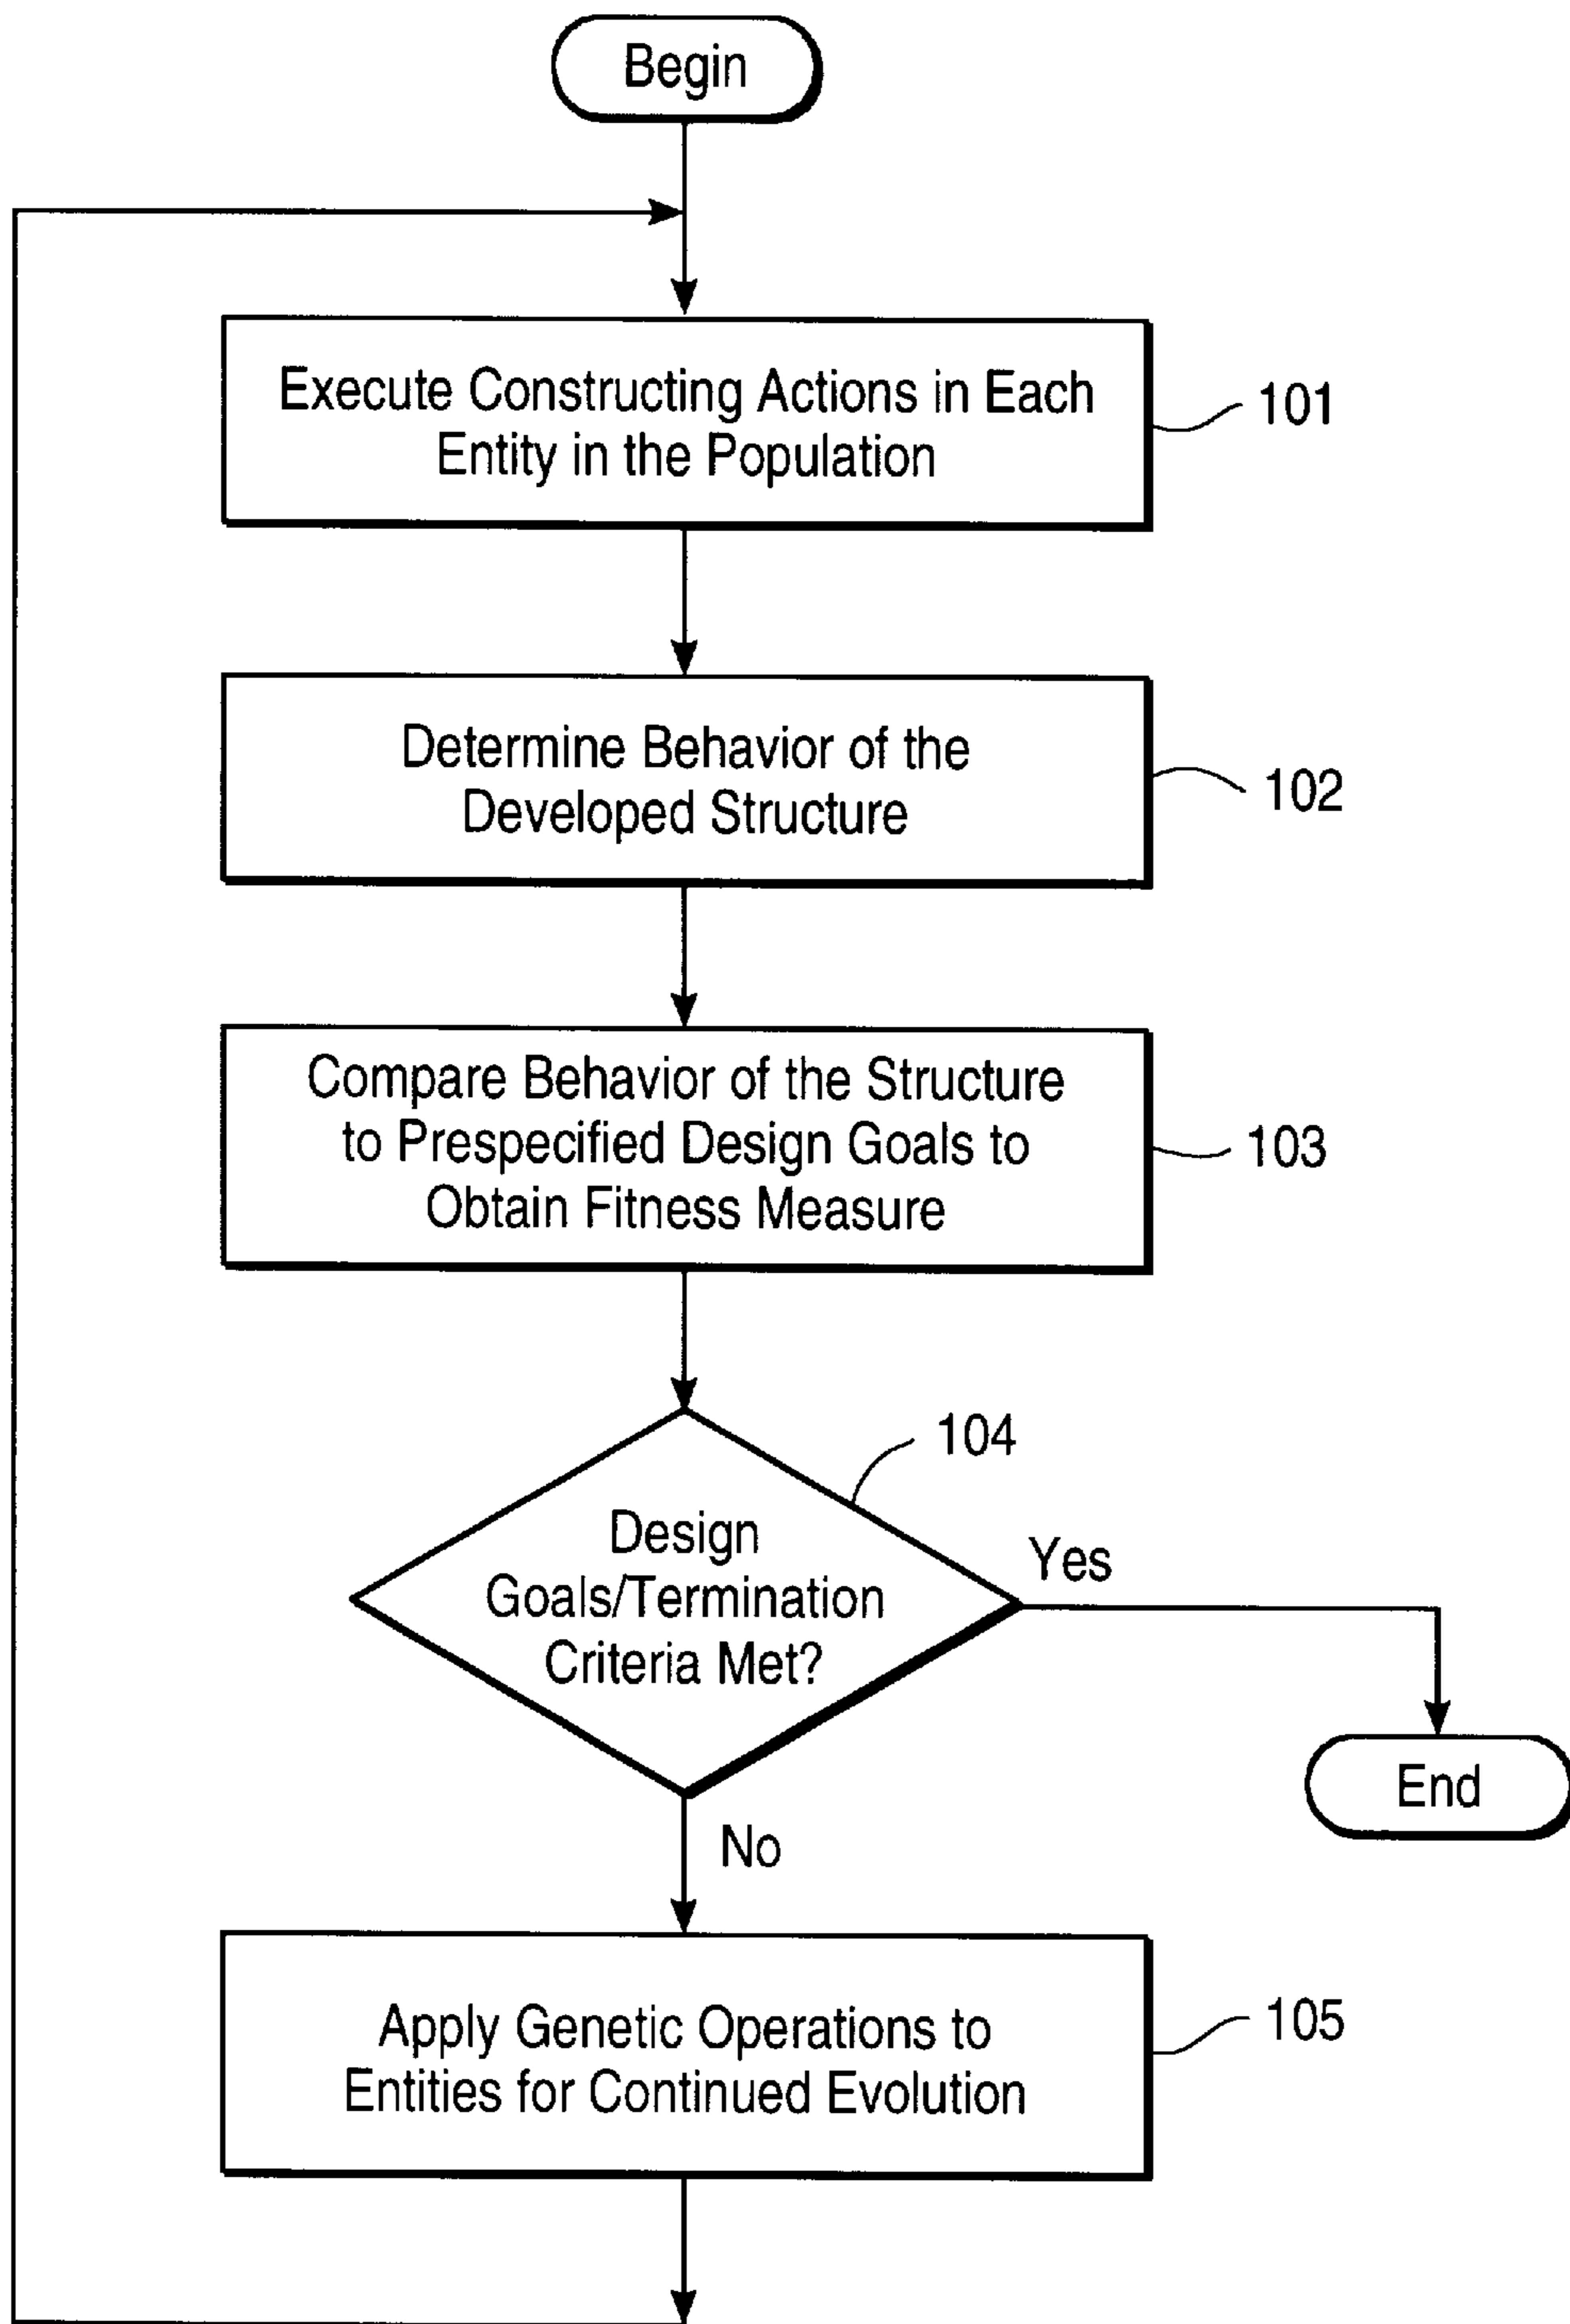 Begin
Execute Constructing Actions in Each
Entity in the Population
101
Determine Behavior of the
Developed Structure
102
Compare Behavior of the Structure
to Prespecified Design Goals to
Obtain Fitness Measure
103
104
Design
Goals/Termination
Criteria Met?
Yes
End
No
Apply Genetic Operations to
Entities for Continued Evolution
105